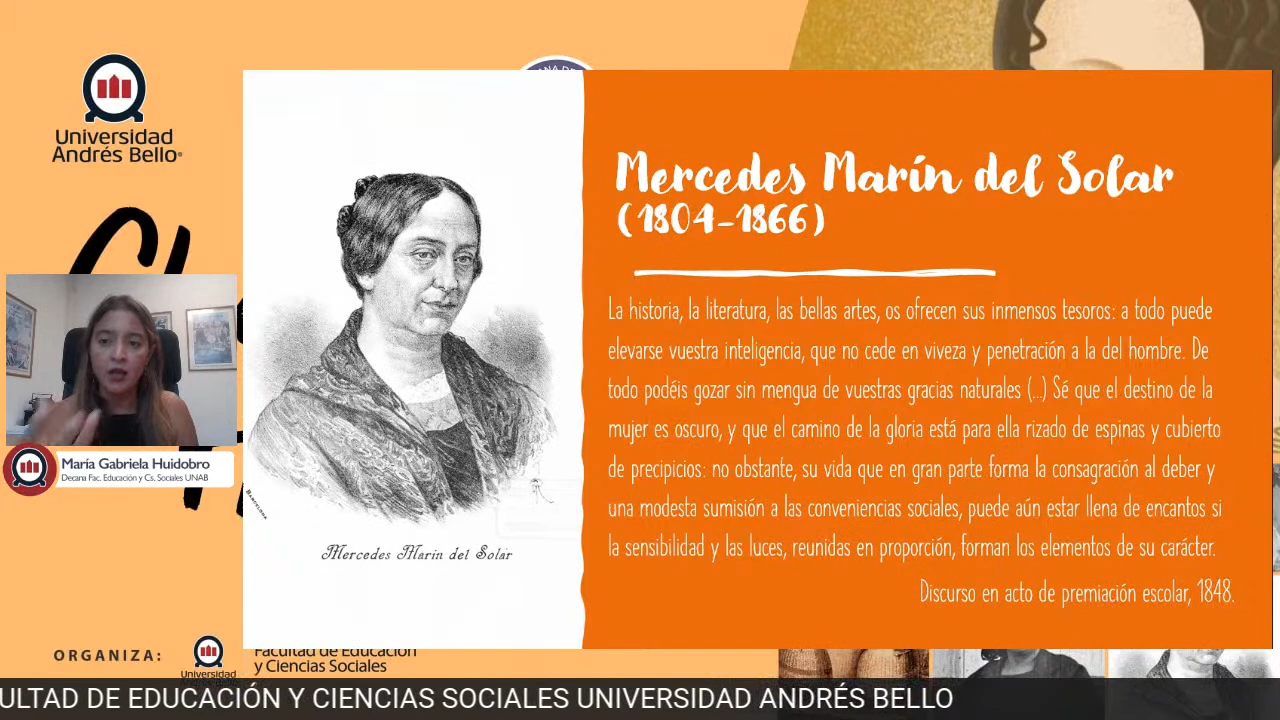 Universidad
Andrés Bello
Mercedes Marín del Solar
(1804-1866)
La historia, la literatura, las bellas artes, os ofrecen sus inmensos tesoros: a todo puede
elevarse vuestra inteligencia, que no cede en viveza y penetración a la del hombre. De
todo podéis gozar sin mengua de vuestras gracias naturales (...) Sé que el destino de la
mujer es oscuro, y que el camino de la gloria está para ella rizado de espinas y cubierto
de precipicios: no obstante, su vida que en gran parte forma la consagración al deber y
una modesta sumisión a las conveniencias sociales, puede aún estar llena de encantos si
la sensibilidad y las luces, reunidas en proporción, forman los elementos de su carácter.
Discurso en acto de premiación escolar, 1848.
María Gabriela Huidobro
Decana Fac. Educación y Cs. Sociales UNAB
Barcelona
Mercedes Marin del Solar
ORGANIZA:
Universidad
Facultad de Educación
y Ciencias Sociales
ULTAD DE EDUCACIÓN Y CIENCIAS SOCIALES UNIVERSIDAD ANDRÉS BELLO